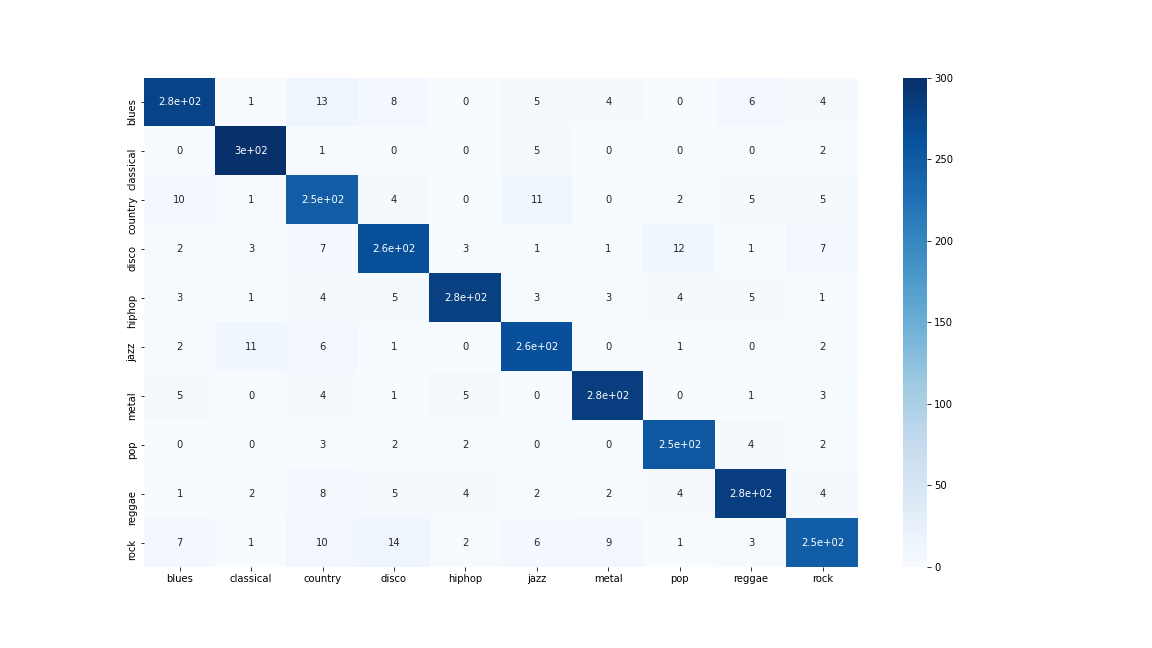 300
blues 2.8e+02 1 13 8 0 5 4 0 6 4
classical 0 3e+02 1 0 0 5 0 0 0 2
250
country 10 1 2.5e+02 4 0 11 0 2 5 5
disco 2 3 7 2.6e+02 3 1 1 12 1 7
200
hiphop 3 1 4 5 2.8e+02 3 3 4 5 1
150
jazz 2 11 6 1 0 2.6e+02 0 1 0 2
metal 5 0 4 1 5 0 2.8e+02 0 1 3
100
pop 0 0 3 2 2 0 0 2.5e+02 4 2
50
reggae 1 2 8 5 4 2 2 4 2.8e+02 4
rock 7 1 10 14 2 6 9 1 3 2.5e+02
0
blues classical country disco hiphop jazz metal pop reggae rock